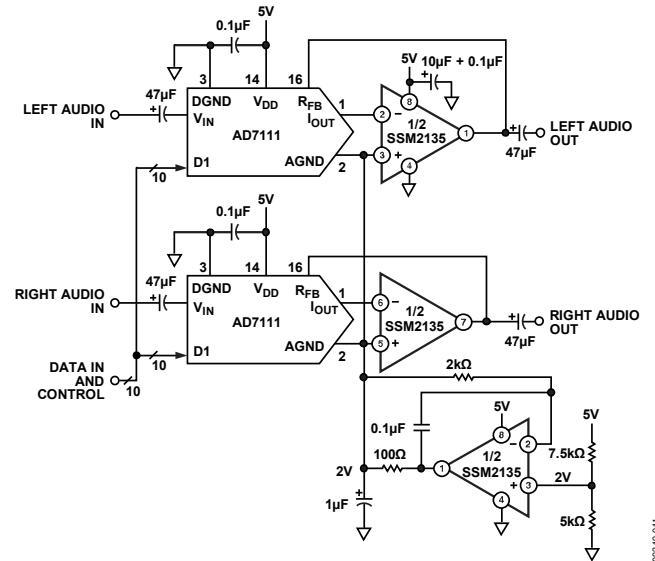 5V
0.1µF
47µF
3
14
16
DGND
VDD
RFB
1
LEFT AUDIO
IN
VIN
IOUT
AD7111
AGND
2
D1
10
5V
10µF + 0.1µF
8
2
–
1/2
SSM2135
3
+
4
1
47µF
LEFT AUDIO
OUT
5V
0.1µF
47µF
3
14
16
DGND
VDD
RFB
1
RIGHT AUDIO
IN
VIN
IOUT
AD7111
AGND
2
D1
10
DATA IN
AND
CONTROL
10
6
–
1/2
SSM2135
5
+
7
47µF
RIGHT AUDIO
OUT
2kΩ
0.1µF
5V
8
5V
100Ω
1
1/2
SSM2135
–
2
7.5kΩ
2V
+
3
2V
4
1µF
5kΩ